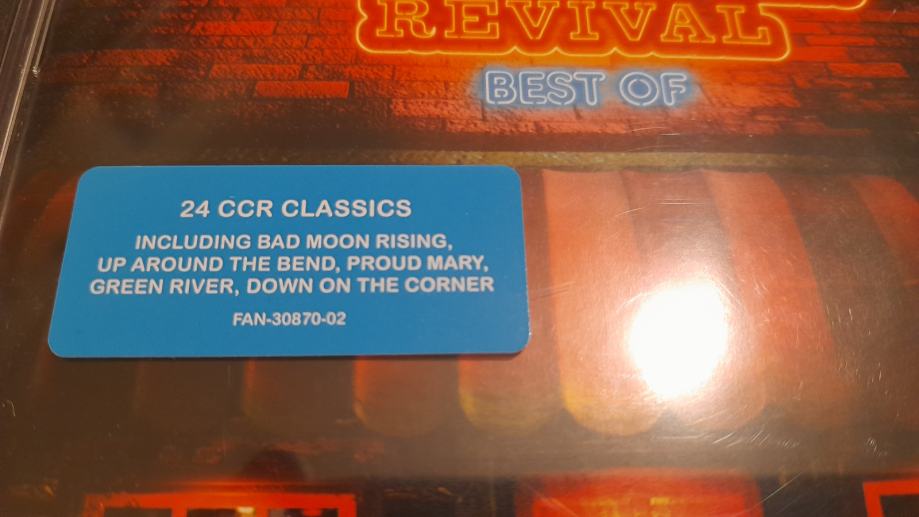 REVIVAL
BEST OF
24 CCR CLASSICS
INCLUDING BAD MOON RISING,
UP AROUND THE BEND, PROUD MARY,
GREEN RIVER, DOWN ON THE CORNER
FAN-30870-02